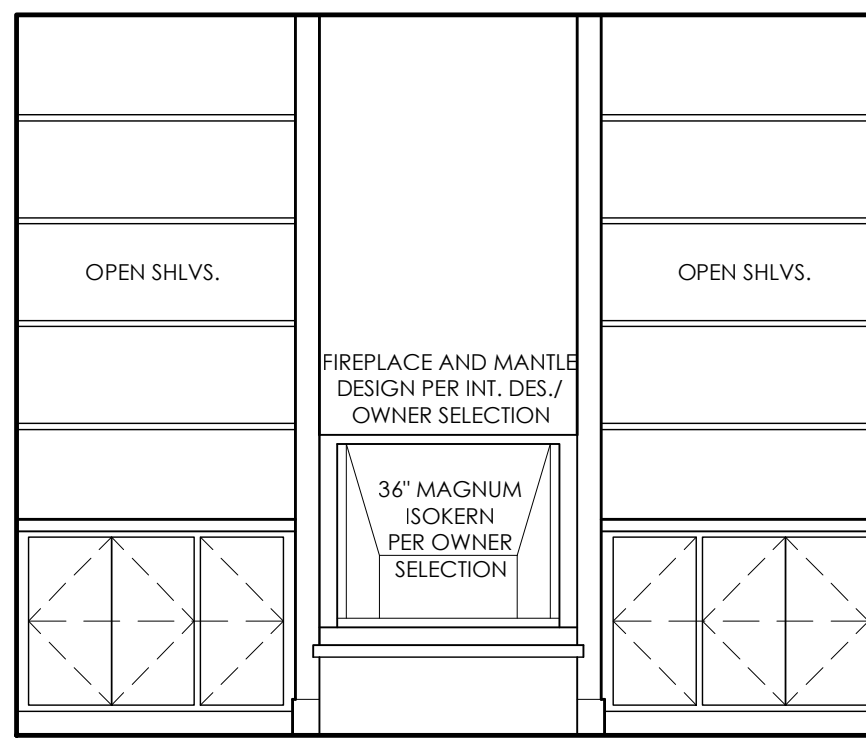 OPEN SHLVS.
OPEN SHLVS.
FIREPLACE AND MANTLE
DESIGN PER INT. DES./
OWNER SELECTION
36" MAGNUM
ISOKERN
PER OWNER
SELECTION